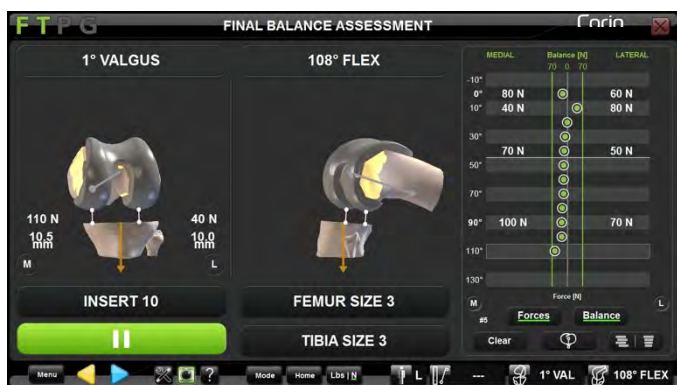 F T P G
FINAL BALANCE ASSESSMENT
Corin
1° VALGUS
108° FLEX
MEDIAL Balance [N] LATERAL
70 0 70
-10°
0° 80 N 60 N
10° 40 N 80 N
30°
70 N 50 N
50°
70°
90° 100 N 70 N
110°
130°
110 N
10.5 mm
M
40 N
10.0 mm
L
INSERT 10
FEMUR SIZE 3
TIBIA SIZE 3
M Force [N] L
#5 Forces Balance
Clear
Menu ? Mode Home Lbs | N L --- 1° VAL 108° FLEX